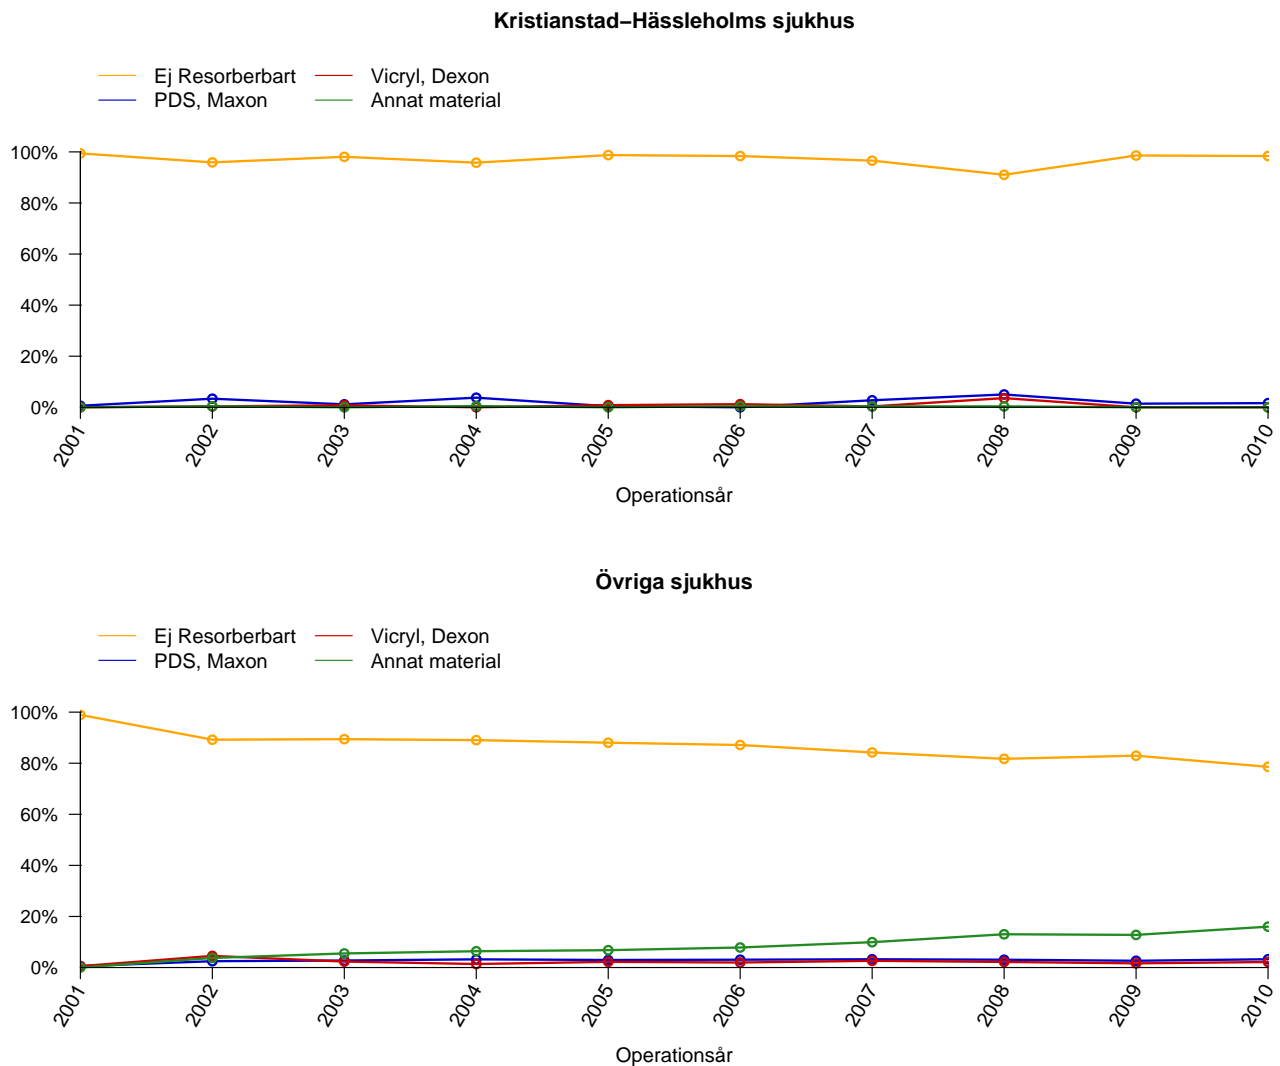 Kristianstad–Hässleholms sjukhus
Ej Resorberbart Vicryl, Dexon
PDS, Maxon Annat material
100%
80%
60%
40%
20%
0%
2001 2002 2003 2004 2005 2006 2007 2008 2009 2010
Operationsår
Övriga sjukhus
Ej Resorberbart Vicryl, Dexon
PDS, Maxon Annat material
100%
80%
60%
40%
20%
0%
2001 2002 2003 2004 2005 2006 2007 2008 2009 2010
Operationsår